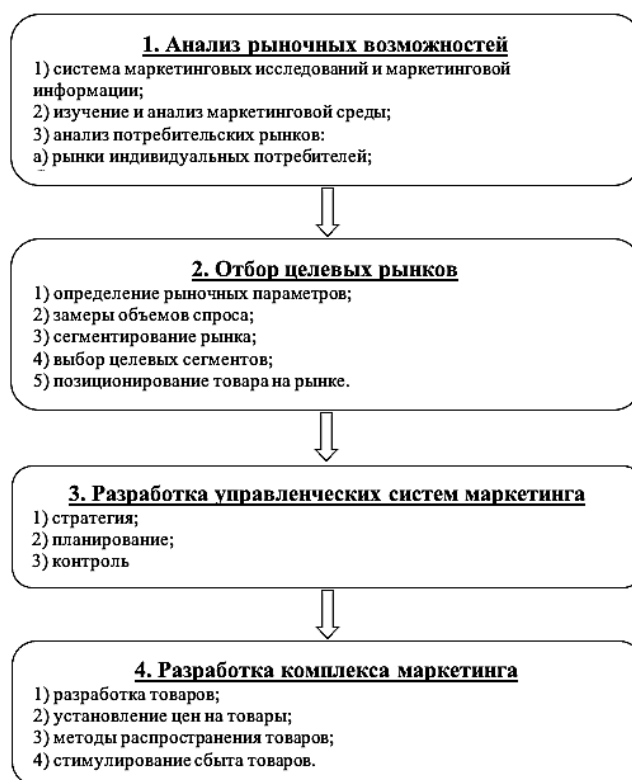 1. Анализ рыночных возможностей
1) система маркетинговых исследований и маркетинговой
информации;
2) изучение и анализ маркетинговой среды;
3) анализ потребительских рынков:
а) рынки индивидуальных потребителей;
2. Отбор целевых рынков
1) определение рыночных параметров;
2) замеры объемов спроса;
3) сегментирование рынка;
4) выбор целевых сегментов;
5) позиционирование товара на рынке.
3. Разработка управленческих систем маркетинга
1) стратегия;
2) планирование;
3) контроль
4. Разработка комплекса маркетинга
1) разработка товаров;
2) установление цен на товары;
3) методы распространения товаров;
4) стимулирование сбыта товаров.